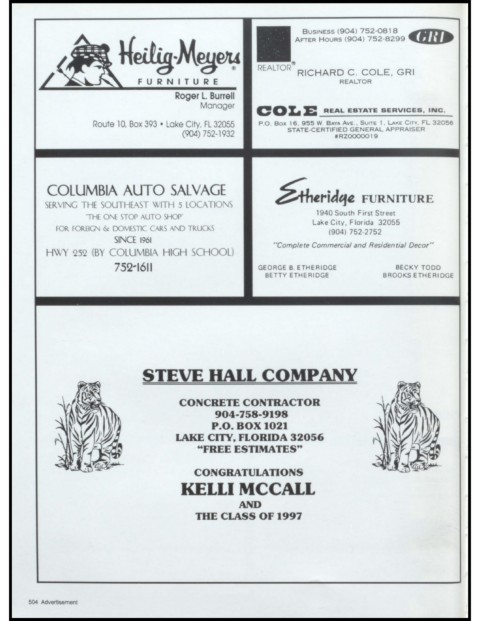 Heilig-Meyers®
FURNITURE
Roger L. Burrell
Manager
Route 10, Box 393 • Lake City, FL 32055
(904) 752-1932
BUSINESS (904) 752-0818
AFTER HOURS (904) 752-8299
GRI
REALTOR®
RICHARD C. COLE, GRI
REALTOR
COLE REAL ESTATE SERVICES, INC.
P.O. BOX 16, 955 W. BAYA AVE., SUITE 1, LAKE CITY, FL 32056
STATE-CERTIFIED GENERAL APPRAISER
#RZ0000019
COLUMBIA AUTO SALVAGE
SERVING THE SOUTHEAST WITH 3 LOCATIONS
"THE ONE STOP AUTO SHOP"
FOR FOREIGN & DOMESTIC CARS AND TRUCKS
SINCE 1961
HWY 252 (BY COLUMBIA HIGH SCHOOL)
752-1611
Etheridge FURNITURE
1940 South First Street
Lake City, Florida 32055
(904) 752-2752
"Complete Commercial and Residential Decor"
GEORGE B. ETHERIDGE BECKY TODD
BETTY ETHERIDGE BROOKS ETHERIDGE
STEVE HALL COMPANY
CONCRETE CONTRACTOR
904-758-9198
P.O. BOX 1021
LAKE CITY, FLORIDA 32056
"FREE ESTIMATES"
CONGRATULATIONS
KELLI MCCALL
AND
THE CLASS OF 1997
504 Advertisement